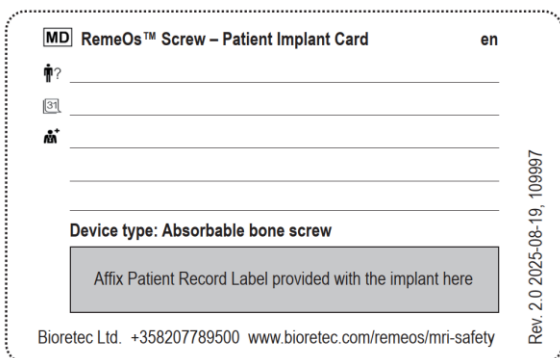 MD RemeOs™ Screw – Patient Implant Card en
?
31
Device type: Absorbable bone screw
Affix Patient Record Label provided with the implant here
Bioretec Ltd. +358207789500 www.bioretec.com/remeos/mri-safety
Rev. 2.0 2025-08-19, 109997